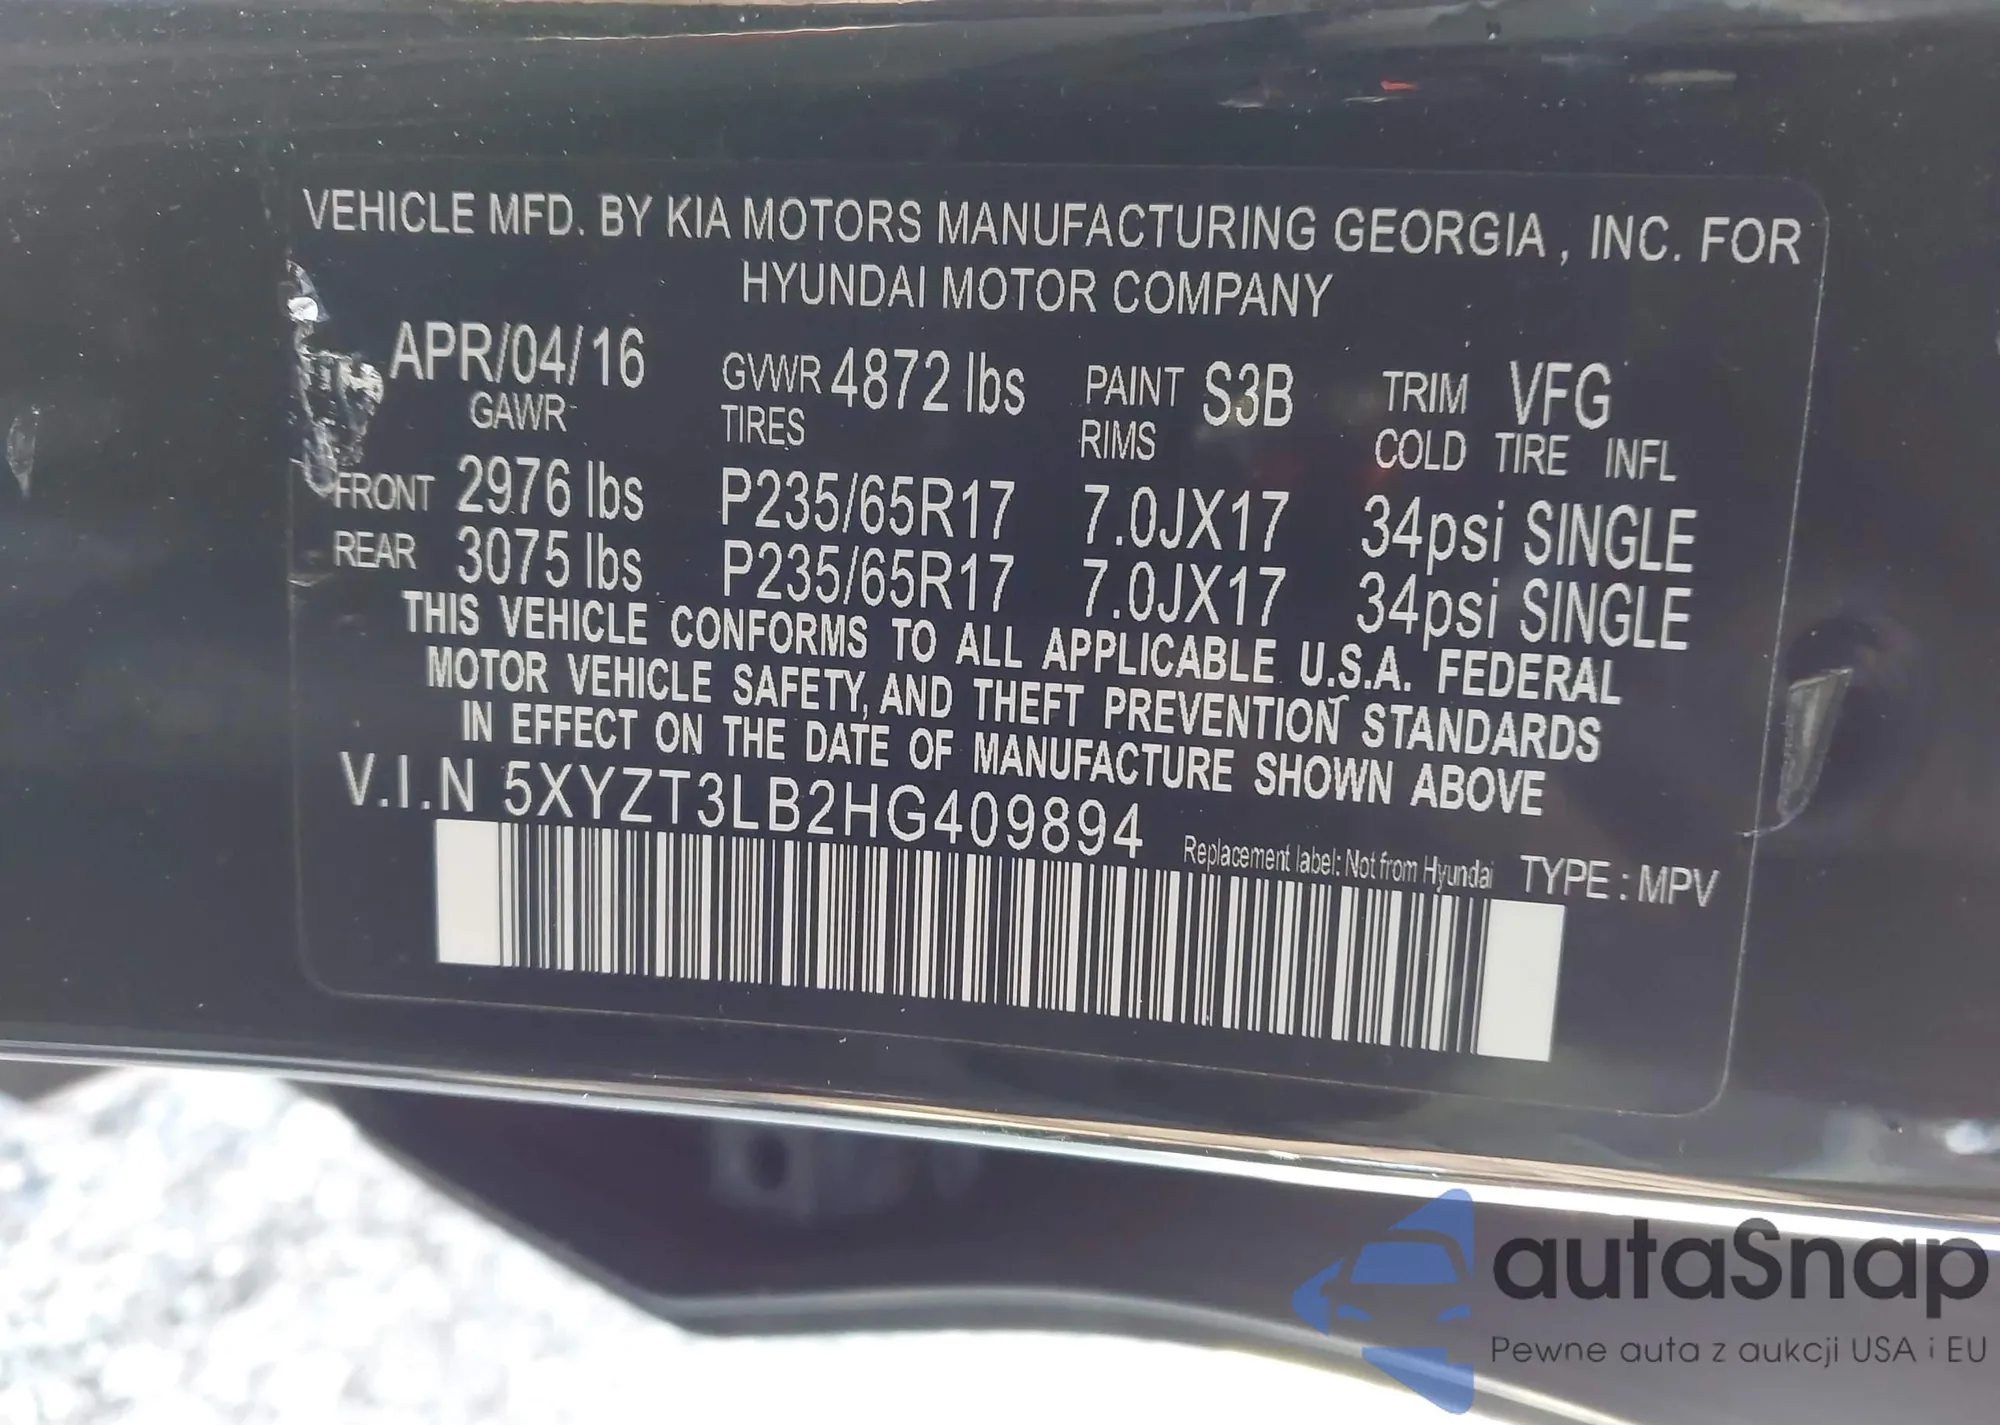 VEHICLE MFD. BY KIA MOTORS MANUFACTURING GEORGIA , INC. FOR
HYUNDAI MOTOR COMPANY
APR/04/16 GVWR 4872 lbs PAINT S3B TRIM VFG
GAWR TIRES RIMS COLD TIRE INFL
FRONT 2976 lbs P235/65R17 7.0JX17 34psi SINGLE
REAR 3075 lbs P235/65R17 7.0JX17 34psi SINGLE
THIS VEHICLE CONFORMS TO ALL APPLICABLE U.S.A. FEDERAL
MOTOR VEHICLE SAFETY, AND THEFT PREVENTION STANDARDS
IN EFFECT ON THE DATE OF MANUFACTURE SHOWN ABOVE
V.I.N 5XYZT3LB2HG409894
Replacement label: Not from Hyundai TYPE : MPV
autaSnap
Pewne auta z aukcji USA i EU